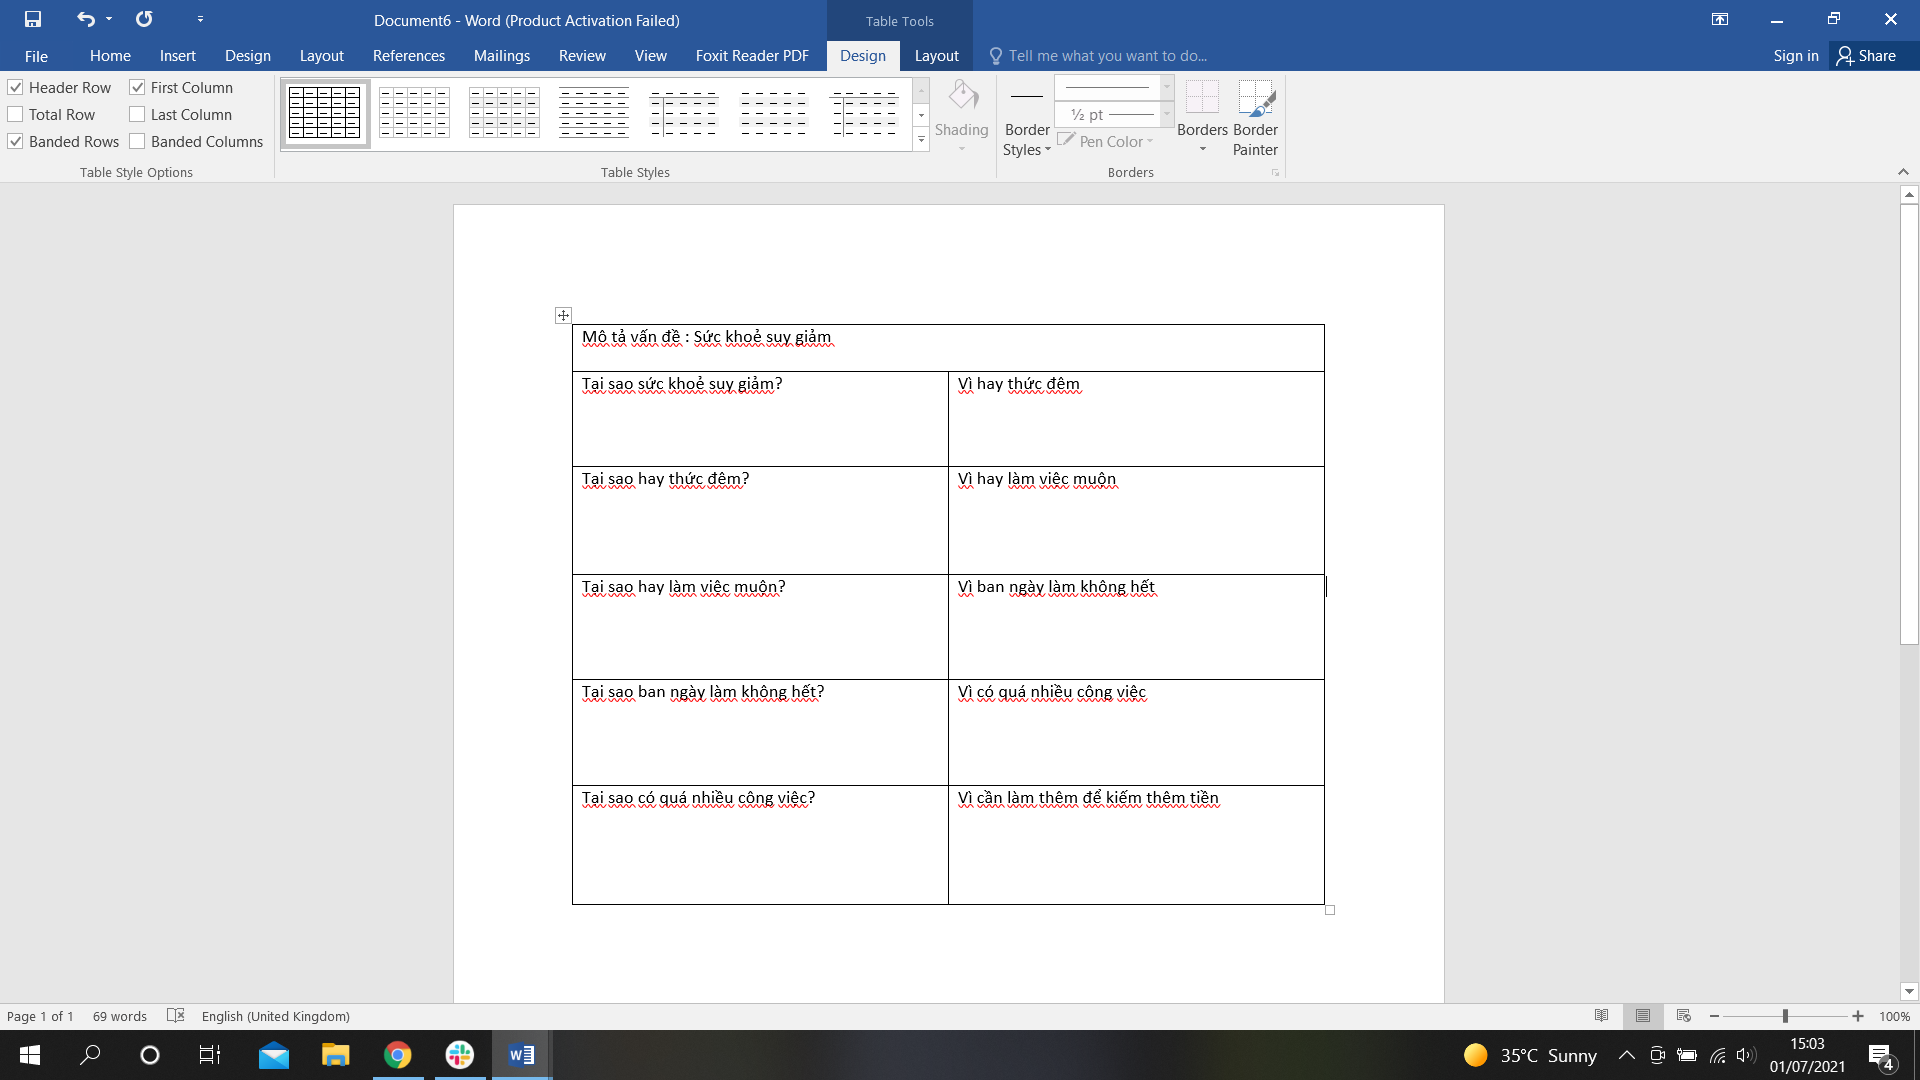 Document6 - Word (Product Activation Failed)
Table Tools
File Home Insert Design Layout References Mailings Review View Foxit Reader PDF Design Layout Tell me what you want to do... Sign in Share
Header Row First Column
Total Row Last Column
Banded Rows Banded Columns
Table Style Options
Table Styles
Shading
Border Styles
½ pt
Pen Color
Borders
Border Painter
Borders
Mô tả vấn đề : Sức khoẻ suy giảm
Tại sao sức khoẻ suy giảm? Vì hay thức đêm
Tại sao hay thức đêm? Vì hay làm việc muộn
Tại sao hay làm việc muộn? Vì ban ngày làm không hết
Tại sao ban ngày làm không hết? Vì có quá nhiều công việc
Tại sao có quá nhiều công việc? Vì cần làm thêm để kiếm thêm tiền
Page 1 of 1 69 words English (United Kingdom) 100%
35°C Sunny
15:03
01/07/2021
4